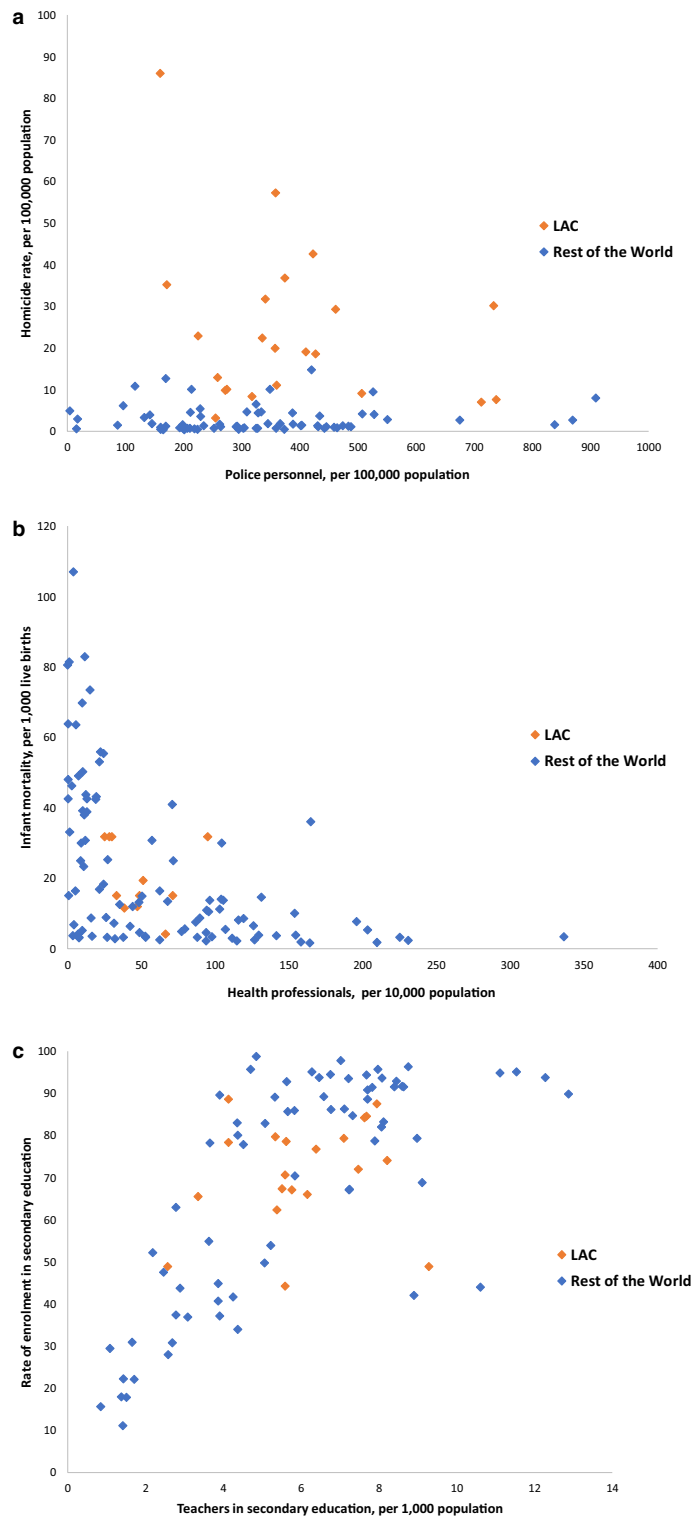 a
100
90
80
70
60
50
40
30
20
10
0
Homicide rate, per 100,000 population
LAC
Rest of the World
0 100 200 300 400 500 600 700 800 900 1000
Police personnel, per 100,000 population
b
120
100
80
60
40
20
0
Infant mortality, per 1,000 live births
LAC
Rest of the World
0 50 100 150 200 250 300 350 400
Health professionals, per 10,000 population
c
100
90
80
70
60
50
40
30
20
10
0
Rate of enrolment in secondary education
LAC
Rest of the World
0 2 4 6 8 10 12 14
Teachers in secondary education, per 1,000 population